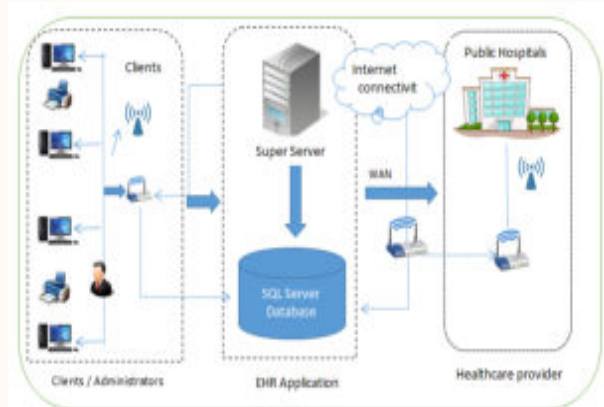 Clients
Super Server
SQL Server
Database
Internet
connectivit
WAN
Public Hospitals
Clients / Administrators
EHR Application
Healthcare provider